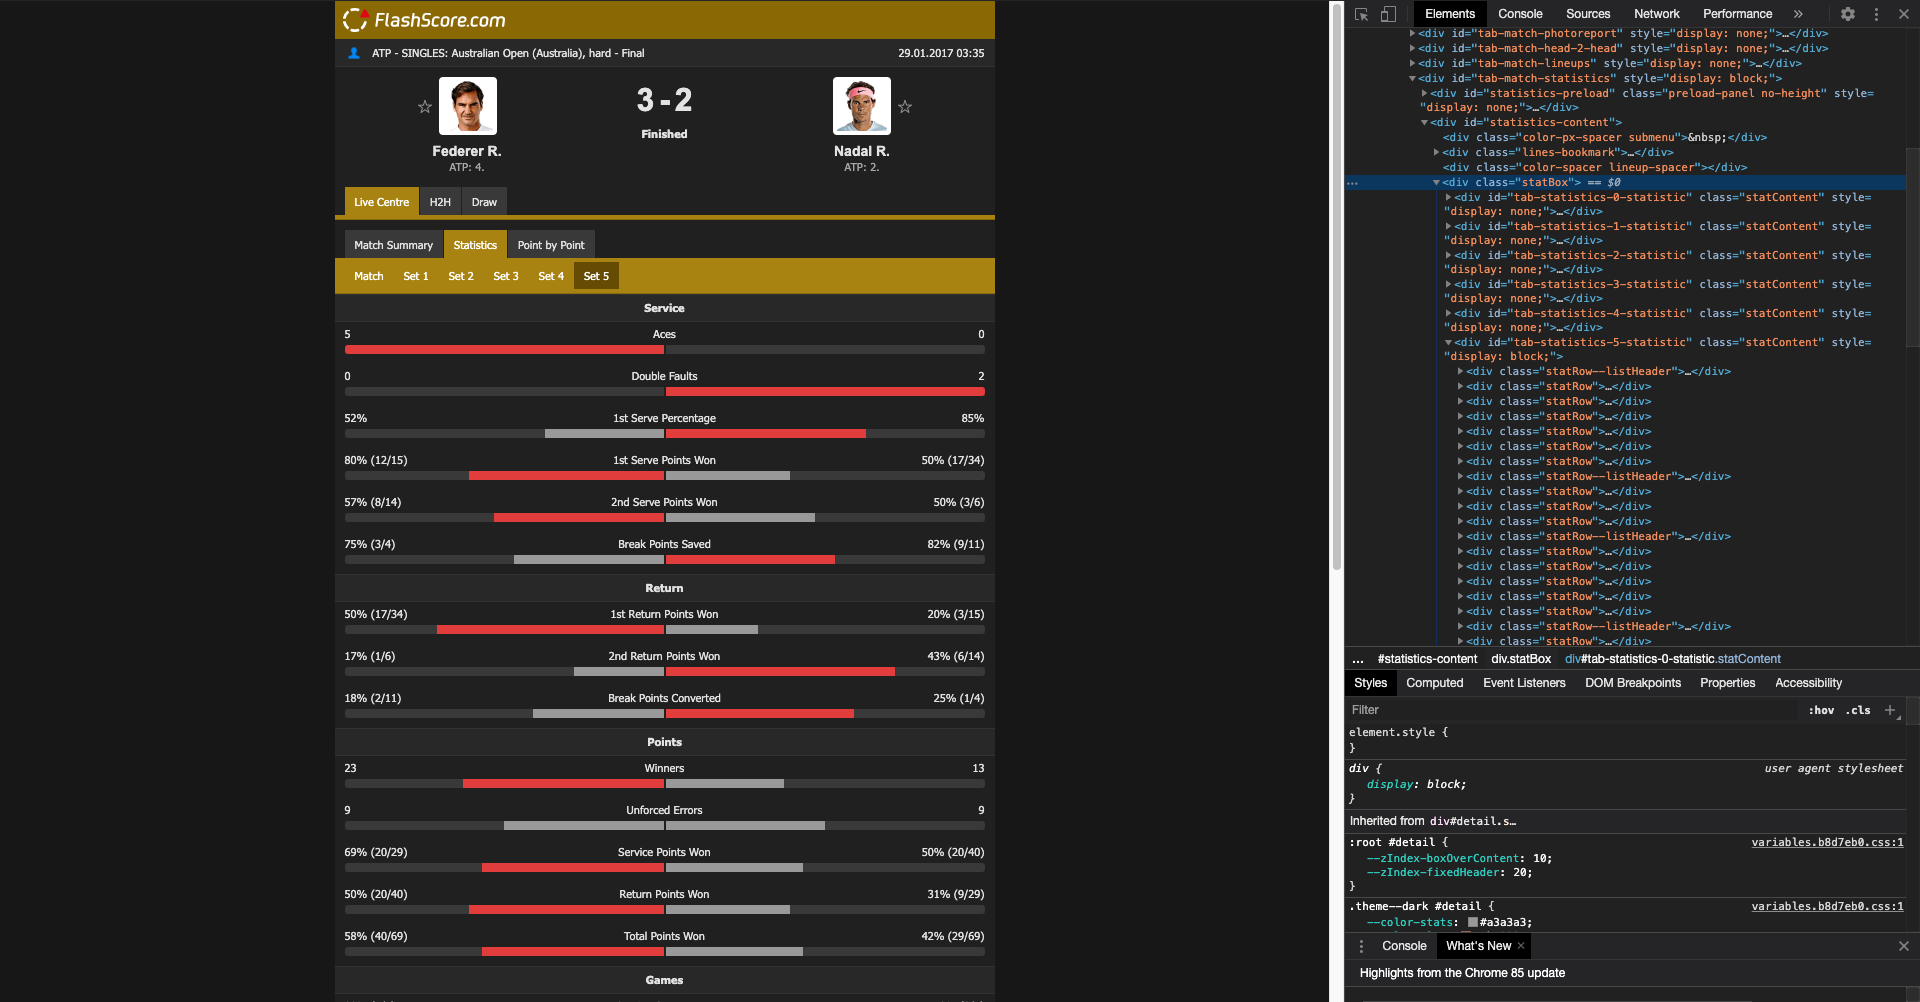 FlashScore.com
ATP - SINGLES: Australian Open (Australia), hard - Final 29.01.2017 03:35
3 - 2
Finished
Federer R. Nadal R.
ATP: 4. ATP: 2.
Live Centre H2H Draw
Match Summary Statistics Point by Point
Match Set 1 Set 2 Set 3 Set 4 Set 5
Service
5 Aces 0
0 Double Faults 2
52% 1st Serve Percentage 85%
80% (12/15) 1st Serve Points Won 50% (17/34)
57% (8/14) 2nd Serve Points Won 50% (3/6)
75% (3/4) Break Points Saved 82% (9/11)
Return
50% (17/34) 1st Return Points Won 20% (3/15)
17% (1/6) 2nd Return Points Won 43% (6/14)
18% (2/11) Break Points Converted 25% (1/4)
Points
23 Winners 13
9 Unforced Errors 9
69% (20/29) Service Points Won 50% (20/40)
50% (20/40) Return Points Won 31% (9/29)
58% (40/69) Total Points Won 42% (29/69)
Games
Elements Console Sources Network Performance »
<div id="tab-match-photoreport" style="display: none;">…</div>
<div id="tab-match-head-2-head" style="display: none;">…</div>
<div id="tab-match-lineups" style="display: none;">…</div>
<div id="tab-match-statistics" style="display: block;">
<div id="statistics-preload" class="preload-panel no-height" style=
"display: none;">…</div>
<div id="statistics-content">
<div class="color-px-spacer submenu">&nbsp;</div>
<div class="lines-bookmark">…</div>
<div class="color-spacer lineup-spacer"></div>
… <div class="statBox"> == $0
<div id="tab-statistics-0-statistic" class="statContent" style=
"display: none;">…</div>
<div id="tab-statistics-1-statistic" class="statContent" style=
"display: none;">…</div>
<div id="tab-statistics-2-statistic" class="statContent" style=
"display: none;">…</div>
<div id="tab-statistics-3-statistic" class="statContent" style=
"display: none;">…</div>
<div id="tab-statistics-4-statistic" class="statContent" style=
"display: none;">…</div>
<div id="tab-statistics-5-statistic" class="statContent" style=
"display: block;">
<div class="statRow--listHeader">…</div>
<div class="statRow">…</div>
<div class="statRow">…</div>
<div class="statRow">…</div>
<div class="statRow">…</div>
<div class="statRow">…</div>
<div class="statRow">…</div>
<div class="statRow--listHeader">…</div>
<div class="statRow">…</div>
<div class="statRow">…</div>
<div class="statRow">…</div>
<div class="statRow--listHeader">…</div>
<div class="statRow">…</div>
<div class="statRow">…</div>
<div class="statRow">…</div>
<div class="statRow">…</div>
<div class="statRow">…</div>
<div class="statRow--listHeader">…</div>
<div class="statRow">…</div>
… #statistics-content div.statBox div#tab-statistics-0-statistic.statContent
Styles Computed Event Listeners DOM Breakpoints Properties Accessibility
Filter :hov .cls +
element.style {
}
div { user agent stylesheet
display: block;
}
Inherited from div#detail.s…
:root #detail { variables.b8d7eb0.css:1
--zIndex-boxOverContent: 10;
--zIndex-fixedHeader: 20;
}
.theme--dark #detail { variables.b8d7eb0.css:1
--color-stats: #a3a3a3;
Console What's New ×
Highlights from the Chrome 85 update